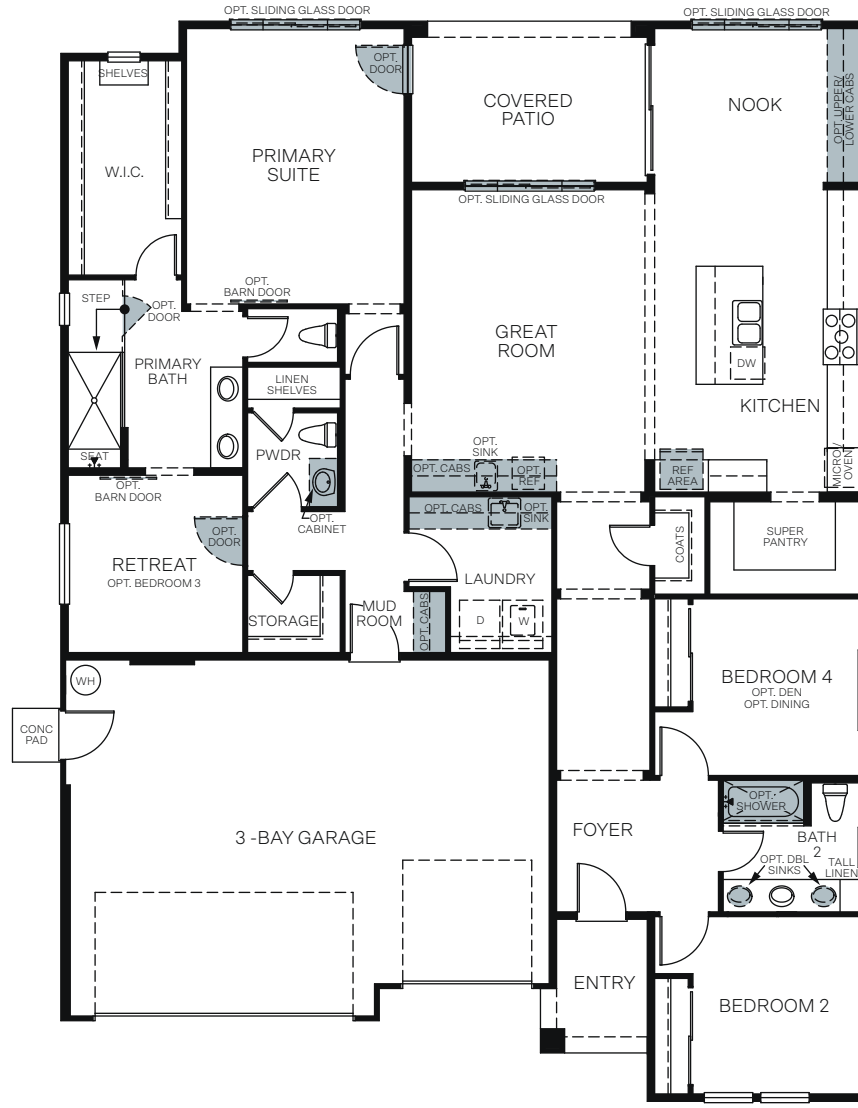 OPT. SLIDING GLASS DOOR
OPT. SLIDING GLASS DOOR
SHELVES
OPT.
DOOR
COVERED
PATIO
NOOK
OPT. UPPER/
LOWER CABS
W.I.C.
PRIMARY
SUITE
OPT. SLIDING GLASS DOOR
OPT.
BARN DOOR
STEP
OPT.
DOOR
GREAT
ROOM
PRIMARY
BATH
DW
LINEN
SHELVES
KITCHEN
SEAT
PWDR
OPT.
SINK
OPT. CABS
OPT.
REF
REF
AREA
MICRO /
OVEN
OPT.
BARN DOOR
OPT.
CABINET
OPT. CABS
OPT.
SINK
OPT.
DOOR
COATS
SUPER
PANTRY
RETREAT
OPT. BEDROOM 3
LAUNDRY
STORAGE
MUD
ROOM
OPT. CABS
D
W
WH
BEDROOM 4
OPT. DEN
OPT. DINING
CONC
PAD
OPT.
SHOWER
3 -BAY GARAGE
FOYER
BATH
2
OPT. DBL
SINKS
TALL
LINEN
ENTRY
BEDROOM 2